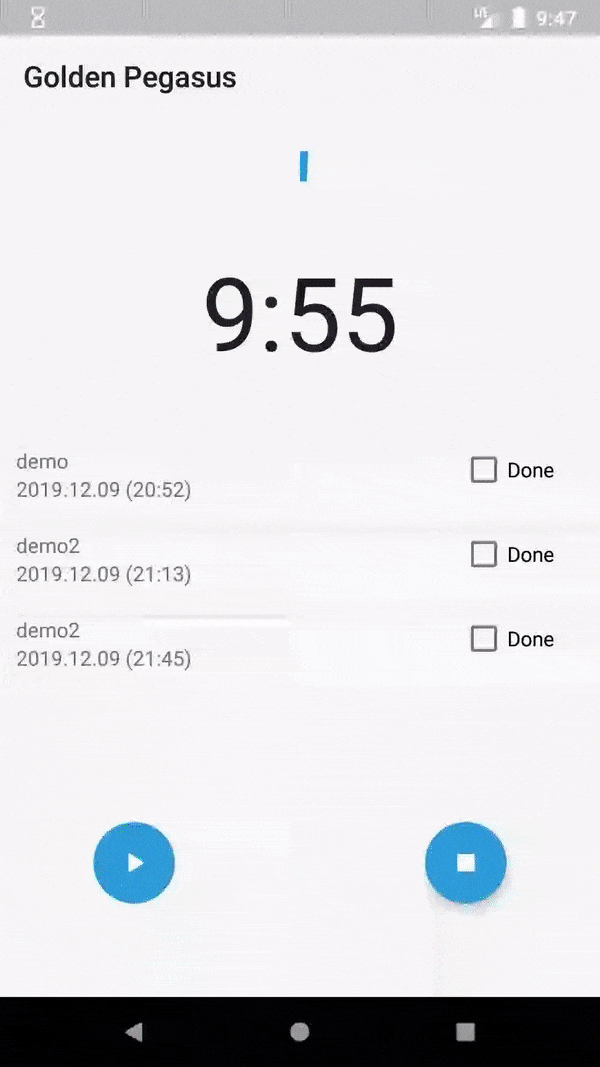 LTE 9:47
Golden Pegasus
9:55
demo
2019.12.09 (20:52)
Done
demo2
2019.12.09 (21:13)
Done
demo2
2019.12.09 (21:45)
Done